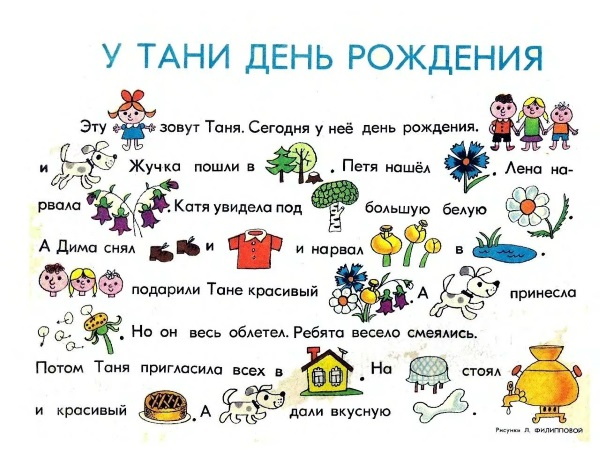 У ТАНИ ДЕНЬ РОЖДЕНИЯ
Эту зовут Таня. Сегодня у неё день рождения.
и Жучка пошли в . Петя нашёл . Лена на-
рвала . Катя увидела под большую белую .
А Дима снял и и нарвал в .
подарили Тане красивый . А принесла
. Но он весь облетел. Ребята весело смеялись.
Потом Таня пригласила всех в . На стоял
и красивый . А дали вкусную .
Рисунки Л. ФИЛИППОВОЙ